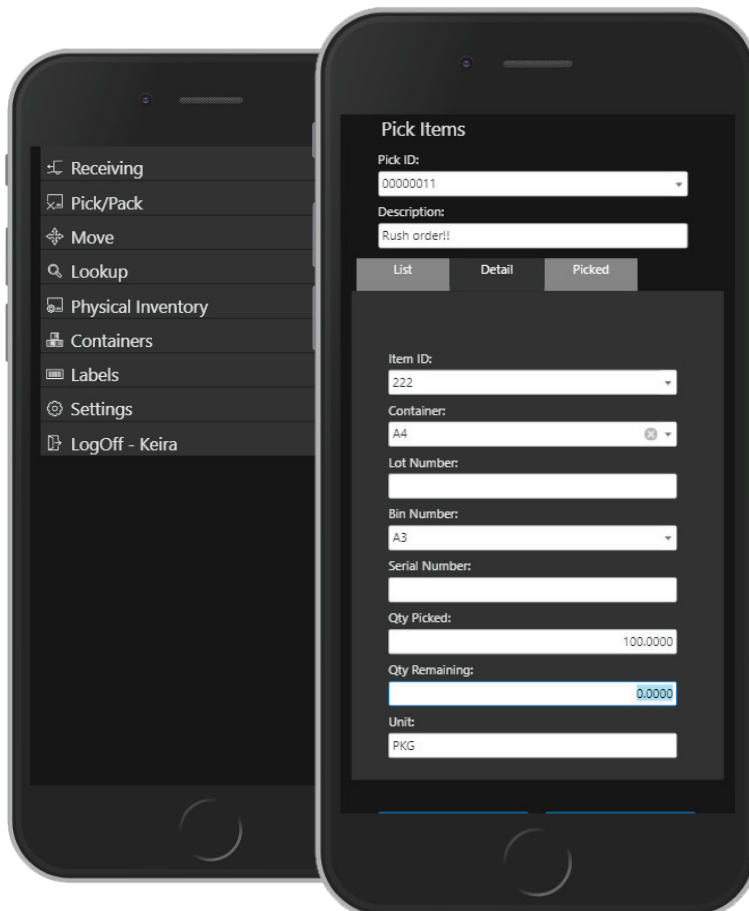 Receiving
Pick/Pack
Move
Lookup
Physical Inventory
Containers
Labels
Settings
LogOff - Keira
Pick Items
Pick ID:
00000011
Description:
Rush order!!
List Detail Picked
Item ID:
222
Container:
A4
Lot Number:
Bin Number:
A3
Serial Number:
Qty Picked:
100.0000
Qty Remaining:
0.0000
Unit:
PKG